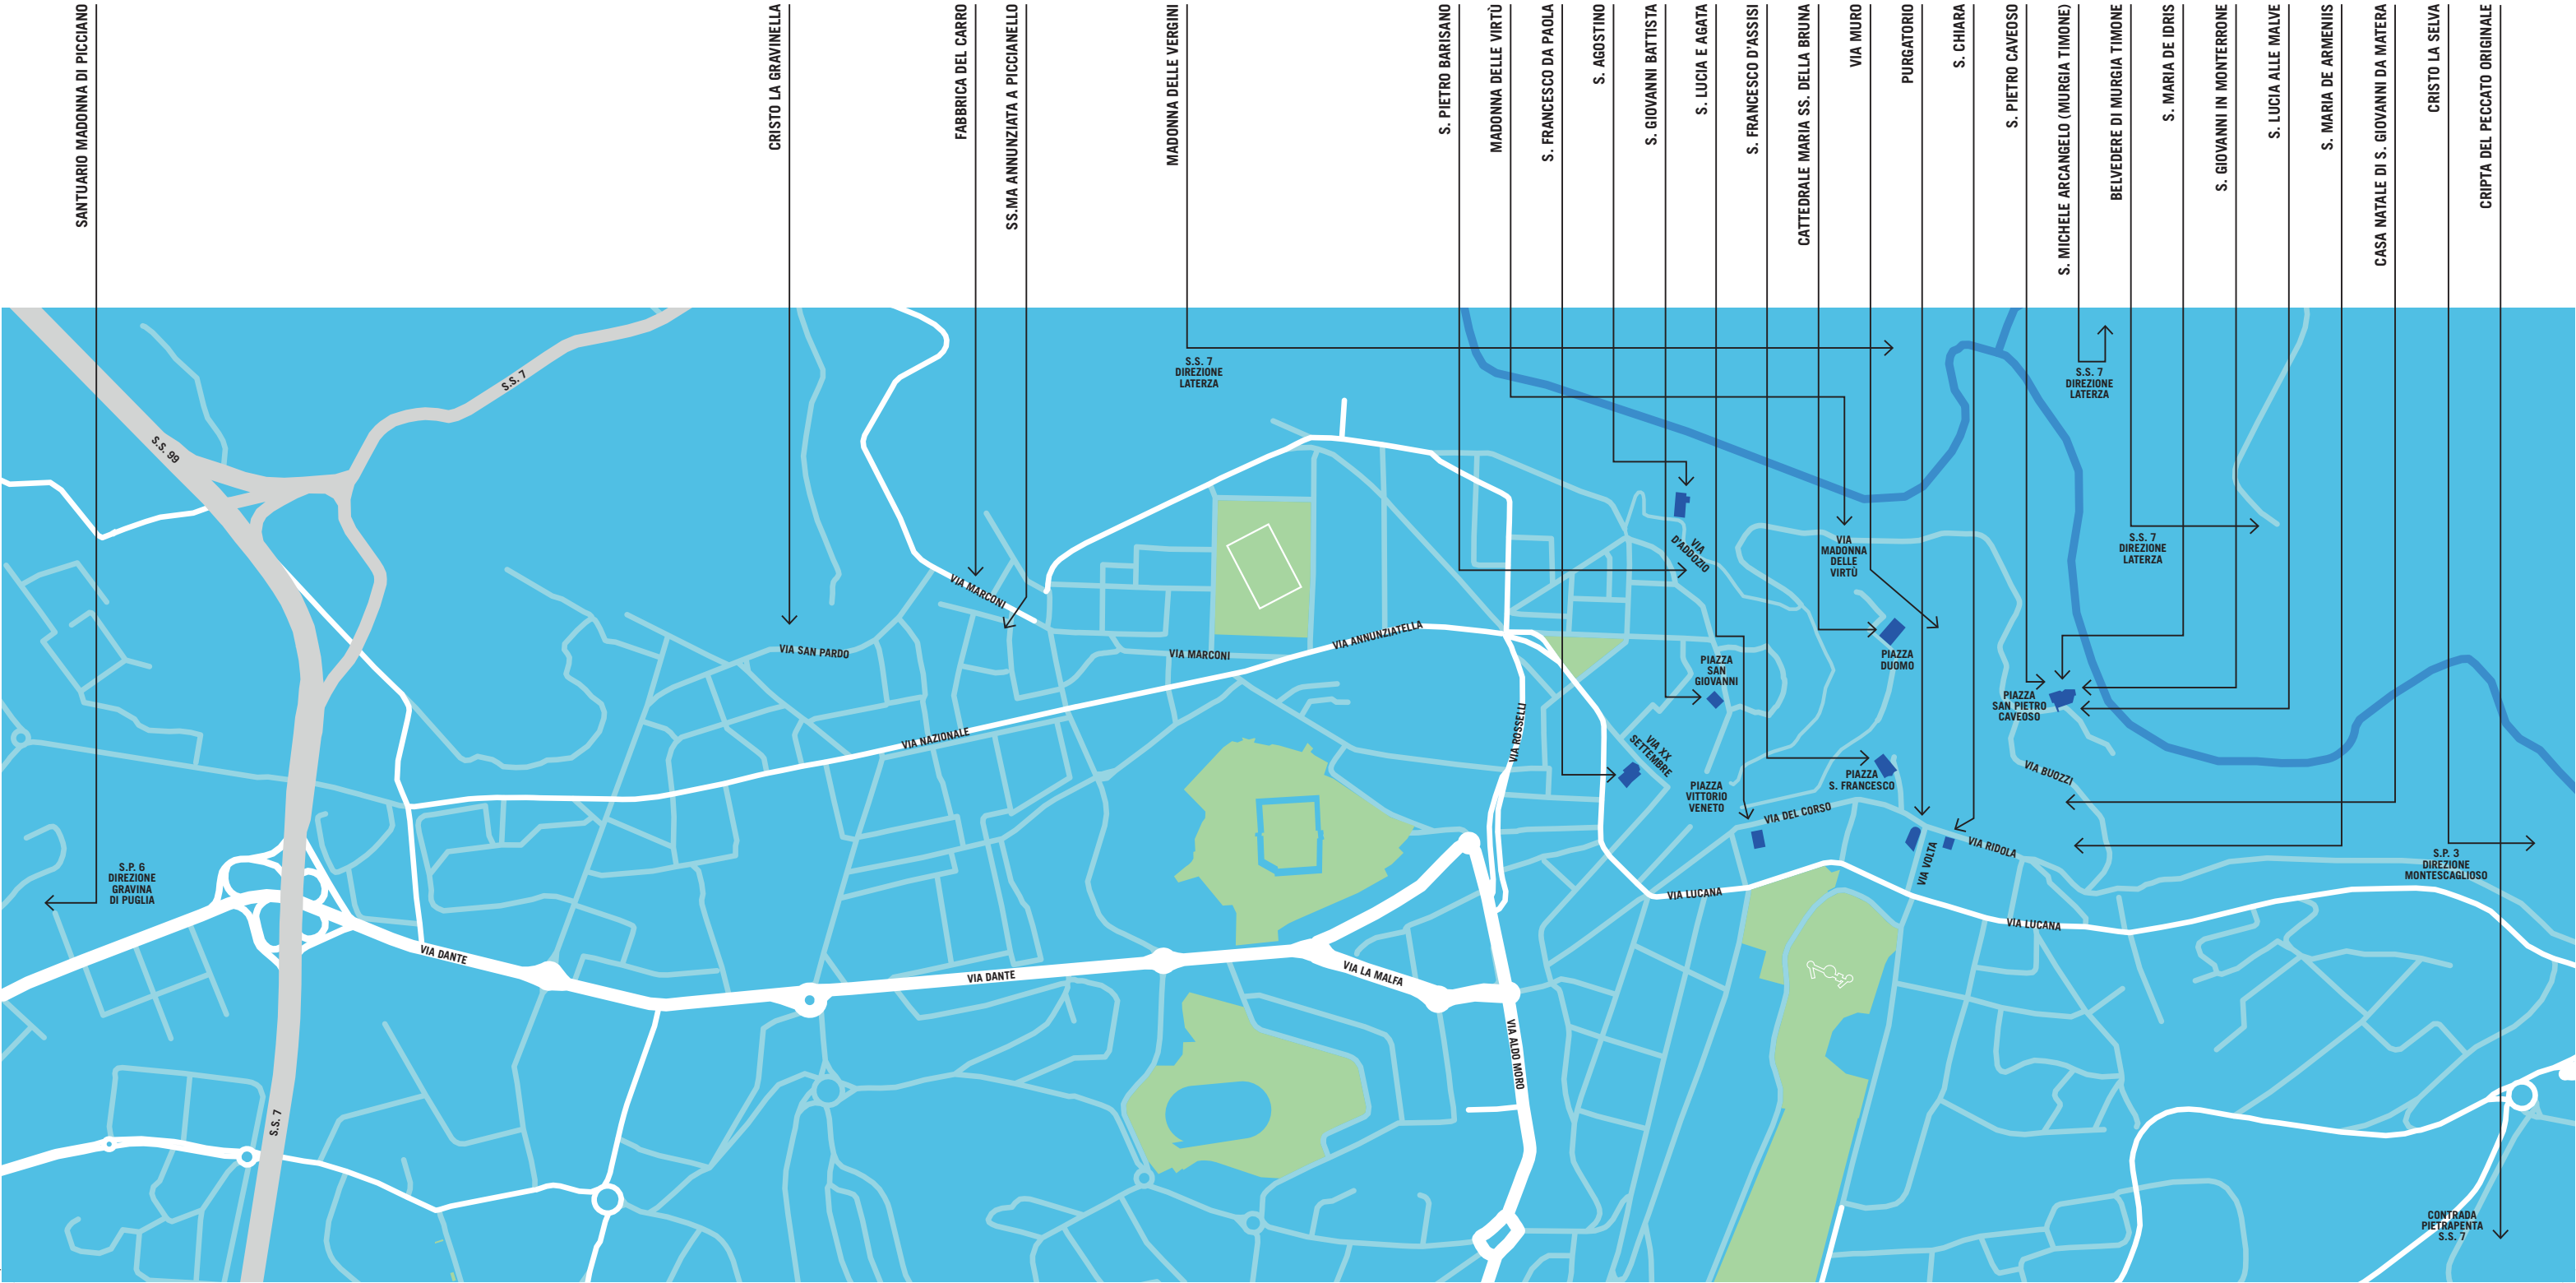 SANTUARIO MADONNA DI PICCIANO
CRISTO LA GRAVINELLA
FABBRICA DEL CARRO
SS.MA ANNUNZIATA A PICCIANELLO
MADONNA DELLE VERGINI
S. PIETRO BARISANO
MADONNA DELLE VIRTÙ
S. FRANCESCO DA PAOLA
S. AGOSTINO
S. GIOVANNI BATTISTA
S. LUCIA E AGATA
S. FRANCESCO D'ASSISI
CATTEDRALE MARIA SS. DELLA BRUNA
VIA MURO
PURGATORIO
S. CHIARA
S. PIETRO CAVEOSO
S. MICHELE ARCANGELO (MURGIA TIMONE)
BELVEDERE DI MURGIA TIMONE
S. MARIA DE IDRIS
S. GIOVANNI IN MONTERRONE
S. LUCIA ALLE MALVE
S. MARIA DE ARMENIIS
CASA NATALE DI S. GIOVANNI DA MATERA
CRISTO LA SELVA
CRIPTA DEL PECCATO ORIGINALE
S.S. 7
DIREZIONE
LATERZA
S.S. 7
DIREZIONE
LATERZA
S.S. 7
S.S. 99
VIA
D'ADDOZIO
VIA
MADONNA
DELLE
VIRTÙ
S.S. 7
DIREZIONE
LATERZA
VIA MARCONI
VIA SAN PARDO
VIA MARCONI
VIA ANNUNZIATELLA
PIAZZA
SAN
GIOVANNI
PIAZZA
DUOMO
PIAZZA
SAN PIETRO
CAVEOSO
VIA NAZIONALE
VIA ROSSELLI
VIA XX
SETTEMBRE
PIAZZA
VITTORIO
VENETO
PIAZZA
S. FRANCESCO
VIA BUOZZI
VIA DEL CORSO
VIA RIDOLA
VIA VOLTA
S.P. 6
DIREZIONE
GRAVINA
DI PUGLIA
S.P. 3
DIREZIONE
MONTESCAGLIOSO
VIA LUCANA
VIA LUCANA
VIA DANTE
VIA DANTE
VIA LA MALFA
VIA ALDO MORO
S.S. 7
CONTRADA
PIETRAPENTA
S.S. 7